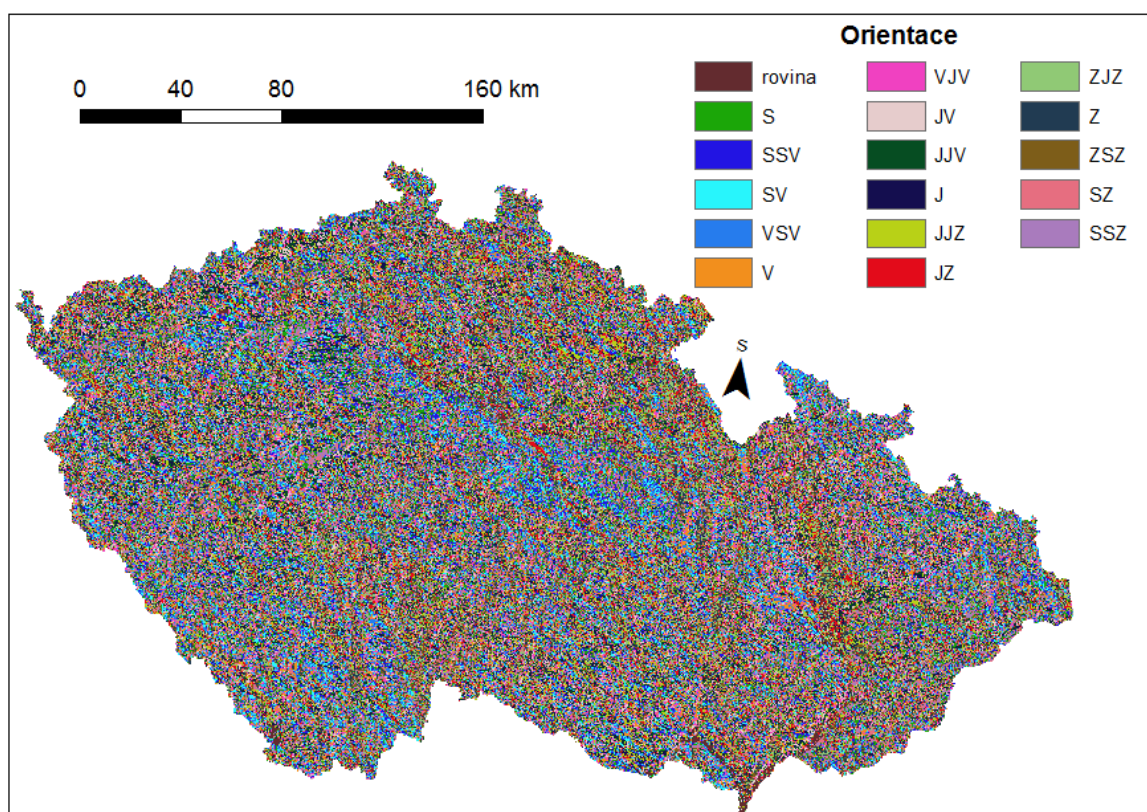 Orientace
0 40 80 160 km
rovina
S
SSV
SV
VSV
V
VJV
JV
JJV
J
JJZ
JZ
ZJZ
Z
ZSZ
SZ
SSZ
S